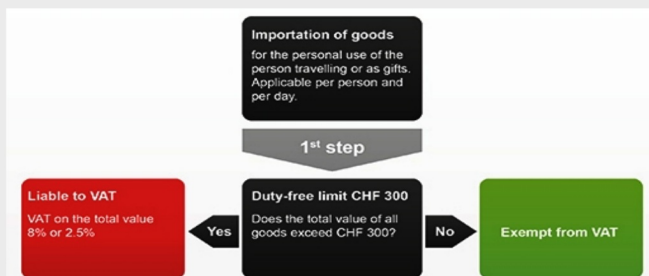 Importation of goods
for the personal use of the
person travelling or as gifts.
Applicable per person and
per day.
1st step
Liable to VAT
VAT on the total value
8% or 2.5%
Yes
Duty-free limit CHF 300
Does the total value of all
goods exceed CHF 300?
No
Exempt from VAT